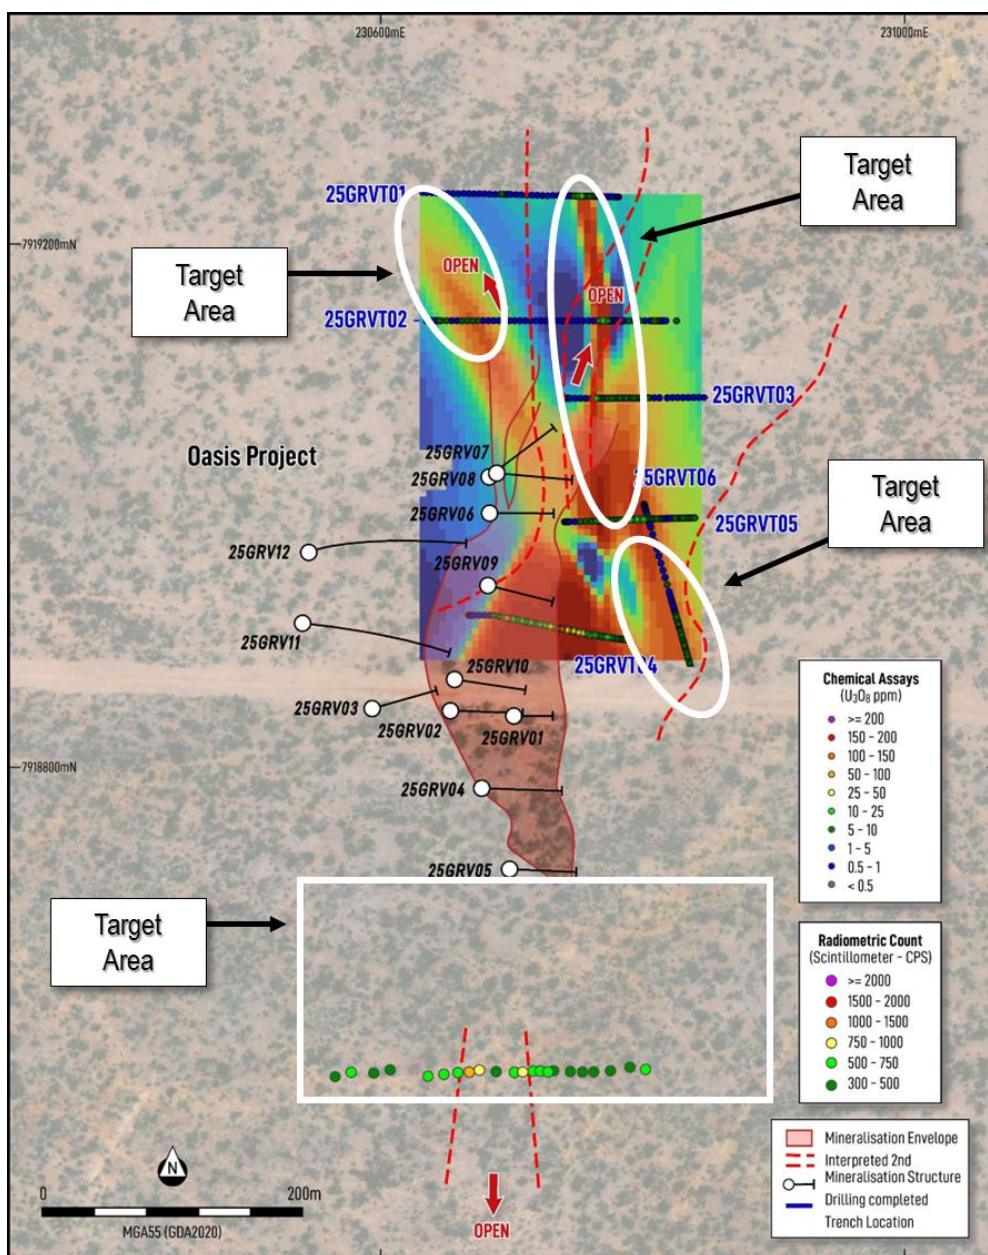 230600mE
231000mE
Target
Area
25GRVT01
7919200mN
Target
Area
OPEN
OPEN
25GRVT02
25GRVT03
Oasis Project
25GRV07
25GRV08
25GRVT06
Target
Area
25GRV06
25GRVT05
25GRV12
25GRV09
25GRV11
25GRVT04
25GRV10
25GRV03
25GRV02
25GRV01
7918800mN
25GRV04
25GRV05
Chemical Assays
(U₃O₈ ppm)
>= 200
150 - 200
100 - 150
50 - 100
25 - 50
10 - 25
5 - 10
1 - 5
0.5 - 1
< 0.5
Target
Area
Radiometric Count
(Scintillometer - CPS)
>= 2000
1500 - 2000
1000 - 1500
750 - 1000
500 - 750
300 - 500
Mineralisation Envelope
Interpreted 2nd
Mineralisation Structure
Drilling completed
Trench Location
N
0
200m
MGA55 (GDA2020)
OPEN